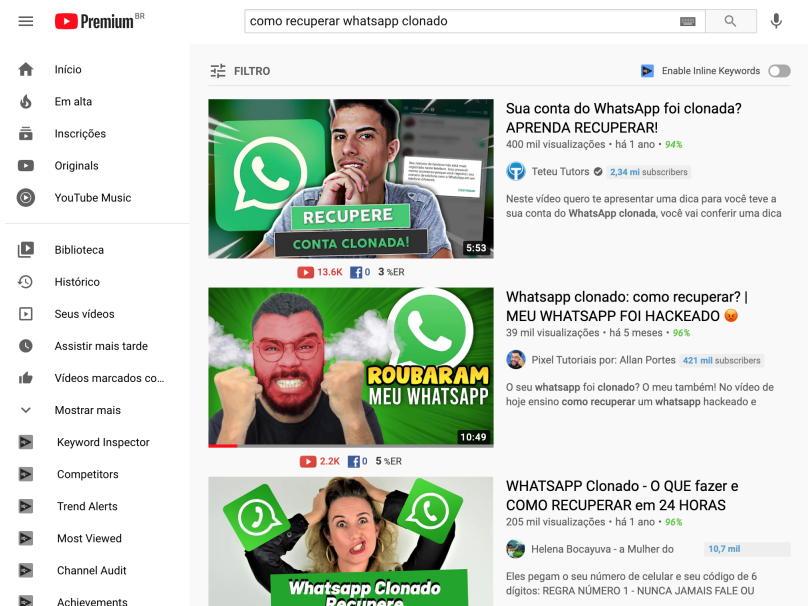 Premium BR
como recuperar whatsapp clonado
Início
Em alta
Inscrições
Originals
YouTube Music
Biblioteca
Histórico
Seus vídeos
Assistir mais tarde
Vídeos marcados co...
Mostrar mais
Keyword Inspector
Competitors
Trend Alerts
Most Viewed
Channel Audit
Achievements
FILTRO
Enable Inline Keywords
RECUPERE
CONTA CLONADA!
5:53
13.6K 0 3 %ER
Sua conta do WhatsApp foi clonada?
APRENDA RECUPERAR!
400 mil visualizações • há 1 ano • 94%
Teteu Tutors 2,34 mi subscribers
Neste vídeo quero te apresentar uma dica para você teve a
sua conta do WhatsApp clonada, você vai conferir uma dica
ROUBARAM
MEU WHATSAPP
10:49
2.2K 0 5 %ER
Whatsapp clonado: como recuperar? |
MEU WHATSAPP FOI HACKEADO 😡
39 mil visualizações • há 5 meses • 96%
Pixel Tutoriais por: Allan Portes 421 mil subscribers
O seu whatsapp foi clonado? O meu também! No vídeo de
hoje ensino como recuperar um whatsapp hackeado e
Whatsapp Clonado
Recupere
WHATSAPP Clonado - O QUE fazer e
COMO RECUPERAR em 24 HORAS
205 mil visualizações • há 1 ano • 96%
Helena Bocayuva - a Mulher do 10,7 mil
Eles pegam o seu número de celular e seu código de 6
dígitos: REGRA NÚMERO 1 - NUNCA JAMAIS FALE OU